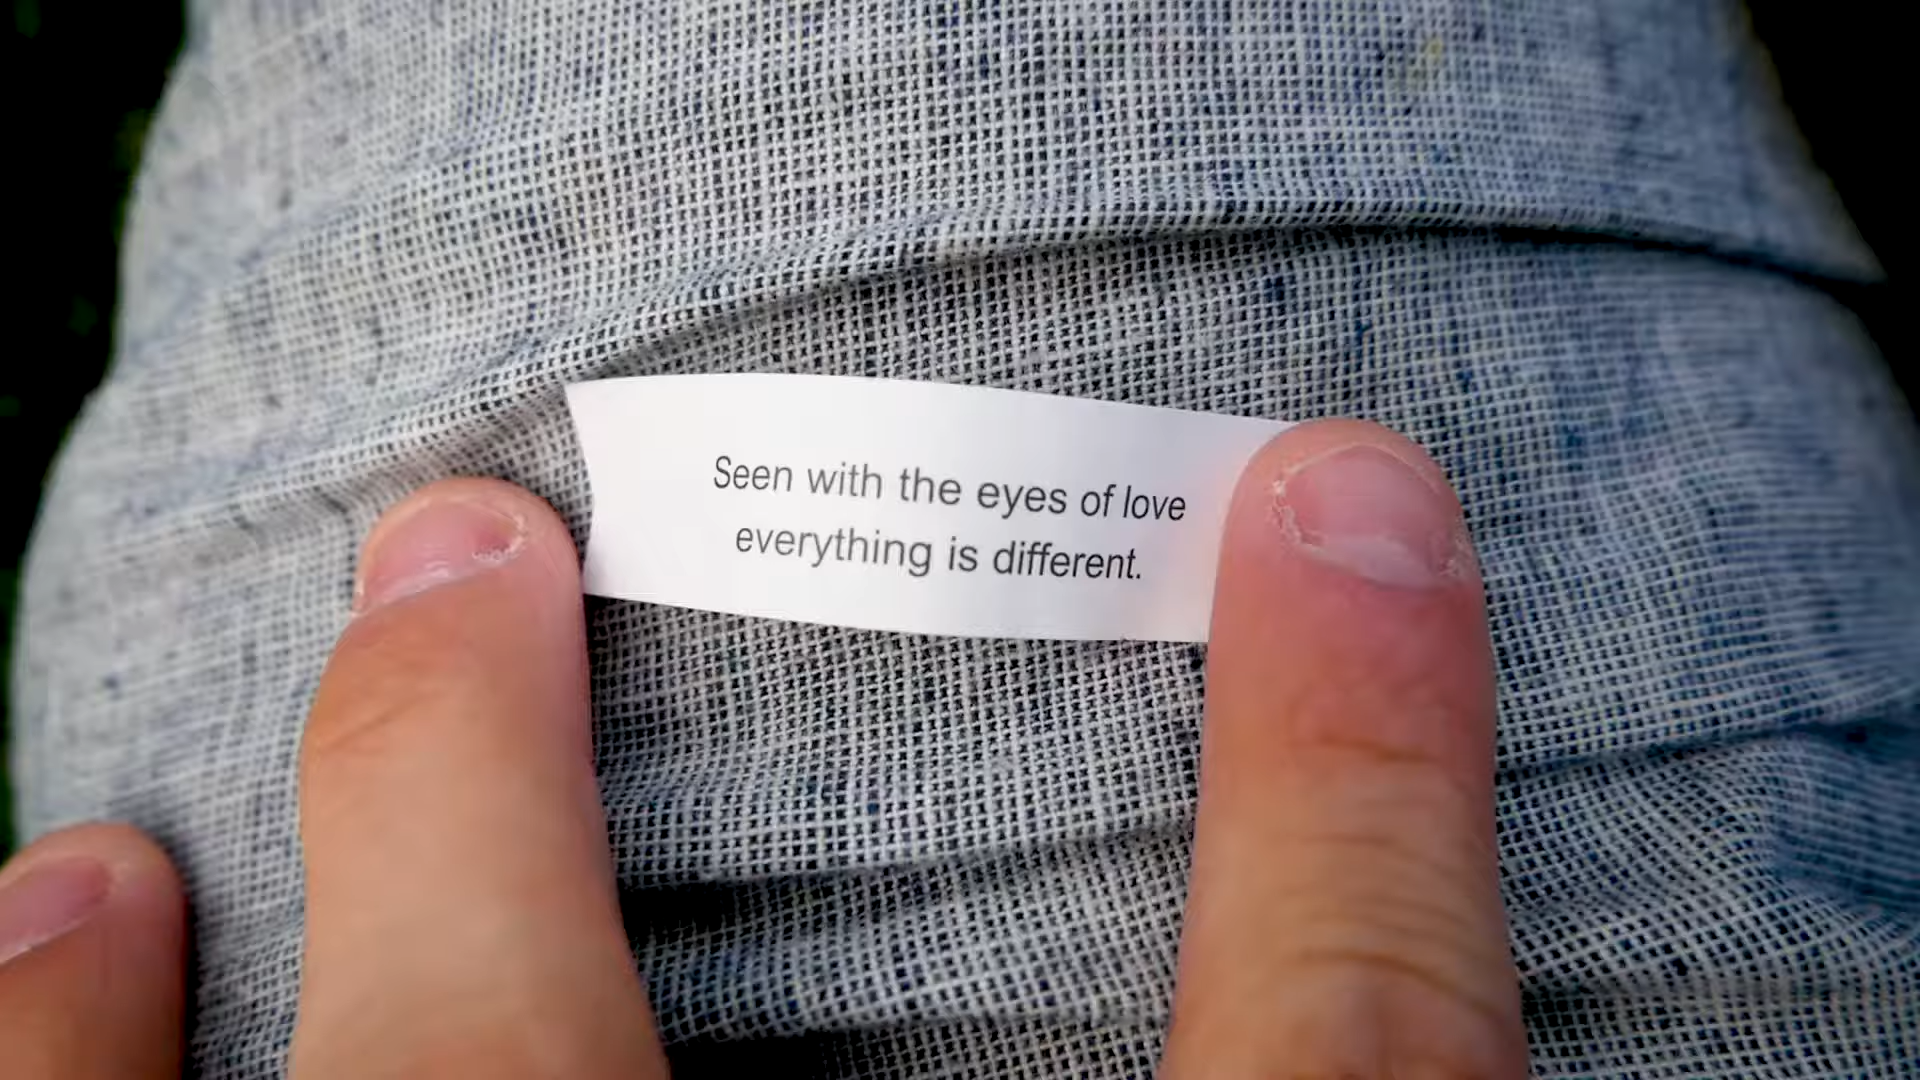 Seen with the eyes of love
everything is different.